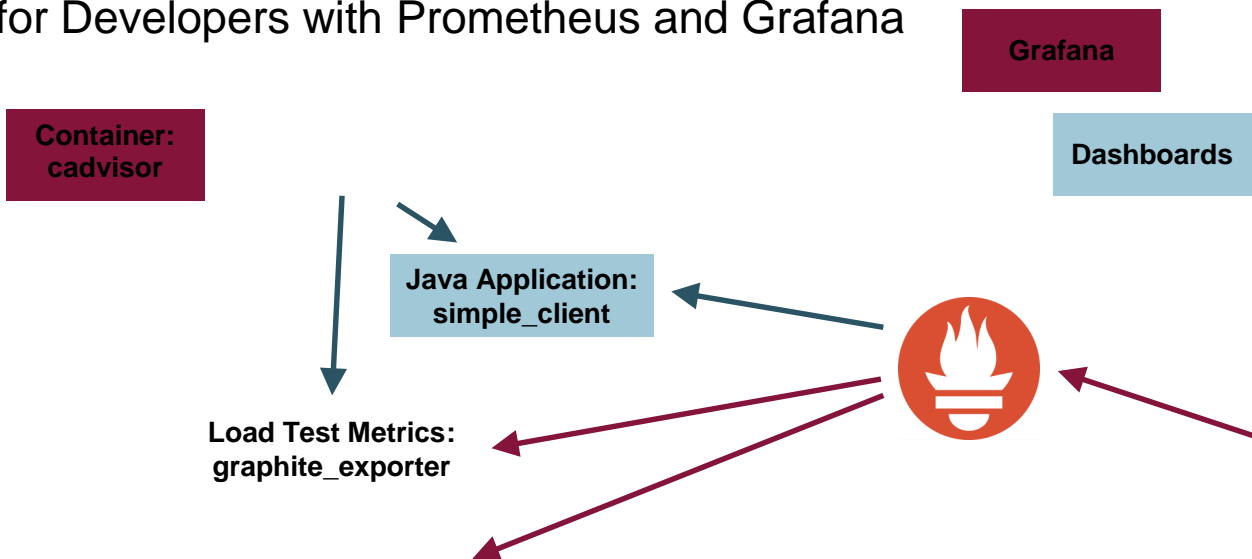 for Developers with Prometheus and Grafana
Grafana
Container:
cadvisor
Dashboards
Java Application:
simple_client
Load Test Metrics:
graphite_exporter